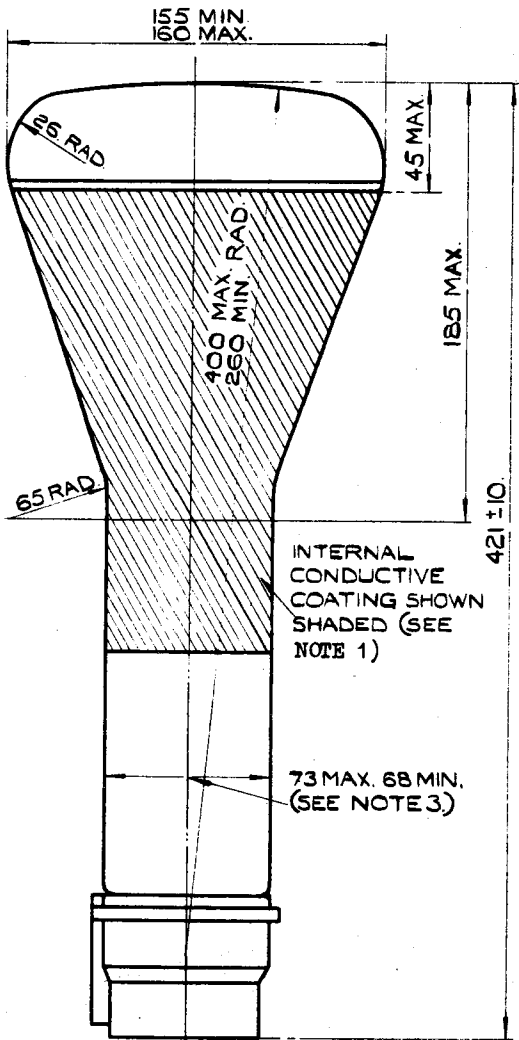 155 MIN
160 MAX.
26 RAD
45 MAX.
400 MAX. RAD.
260 MIN.
185 MAX.
65 RAD
421 ±10.
INTERNAL
CONDUCTIVE
COATING SHOWN
SHADED (SEE
NOTE 1)
73 MAX. 68 MIN.
(SEE NOTE 3.)